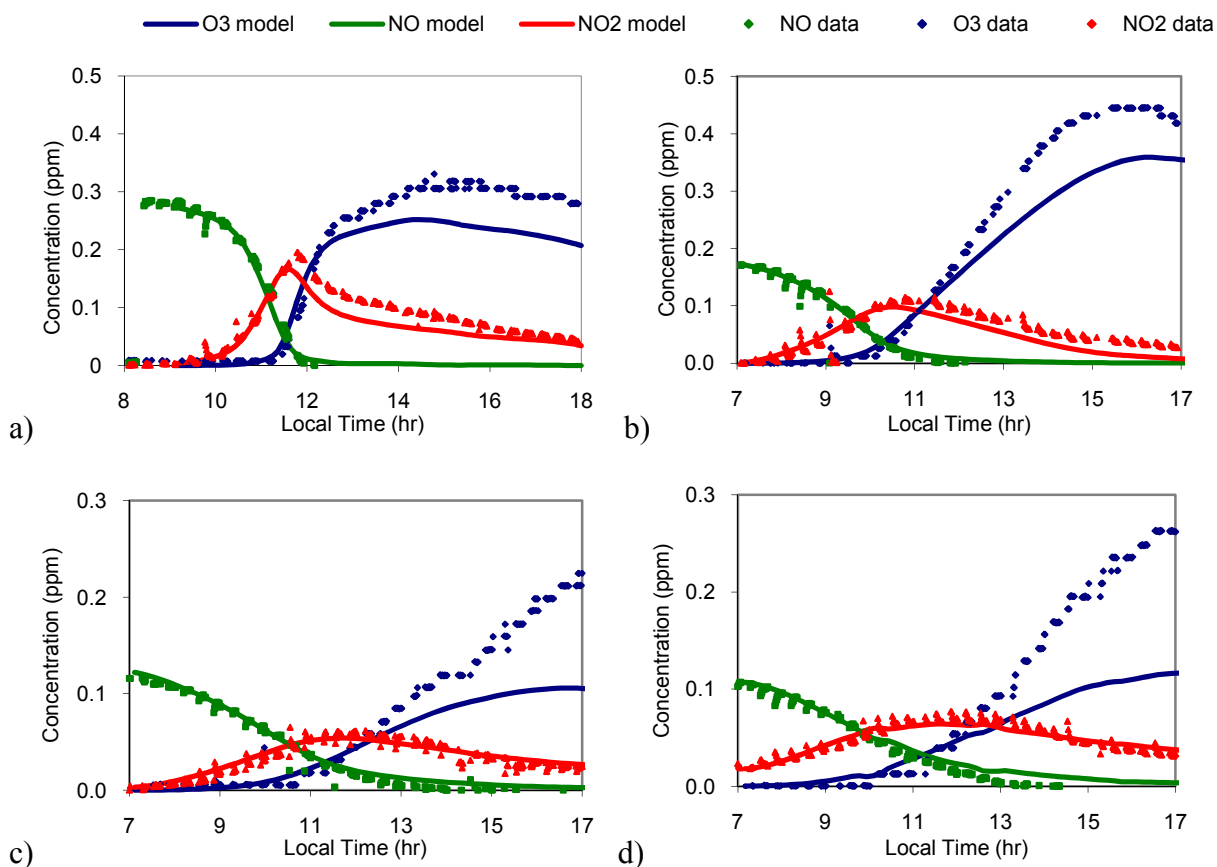 O3 model NO model NO2 model NO data O3 data NO2 data
0.5
0.4
0.3
0.2
0.1
0
Concentration (ppm)
8 10 12 14 16 18
Local Time (hr)
a)
0.5
0.4
0.3
0.2
0.1
0.0
Concentration (ppm)
7 9 11 13 15 17
Local Time (hr)
b)
0.3
0.2
0.1
0.0
Concentration (ppm)
7 9 11 13 15 17
Local Time (hr)
c)
0.3
0.2
0.1
0.0
Concentration (ppm)
7 9 11 13 15 17
Local Time (hr)
d)